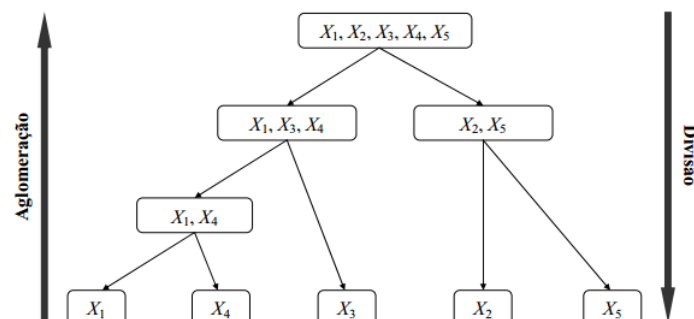 X₁, X₂, X₃, X₄, X₅
X₁, X₃, X₄
X₂, X₅
X₁, X₄
X₁
X₄
X₃
X₂
X₅
Aglomeração
Divisão